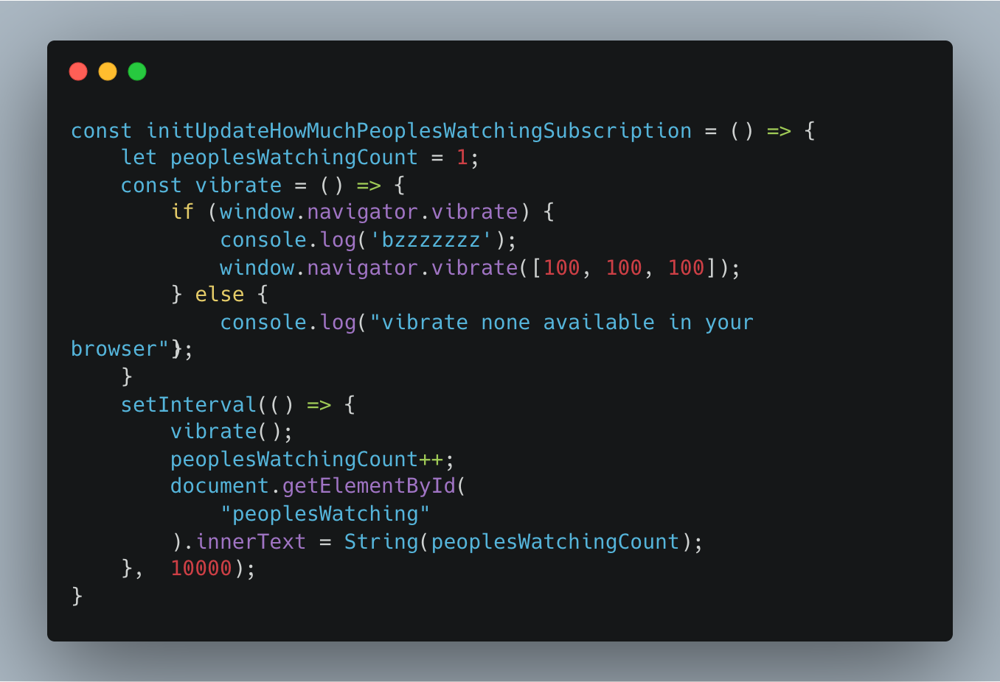 const initUpdateHowMuchPeoplesWatchingSubscription = () => {
    let peoplesWatchingCount = 1;
    const vibrate = () => {
        if (window.navigator.vibrate) {
            console.log('bzzzzzzz');
            window.navigator.vibrate([100, 100, 100]);
        } else {
            console.log("vibrate none available in your
browser"};
    }
    setInterval(() => {
        vibrate();
        peoplesWatchingCount++;
        document.getElementById(
            "peoplesWatching"
        ).innerText = String(peoplesWatchingCount);
    },  10000);
}